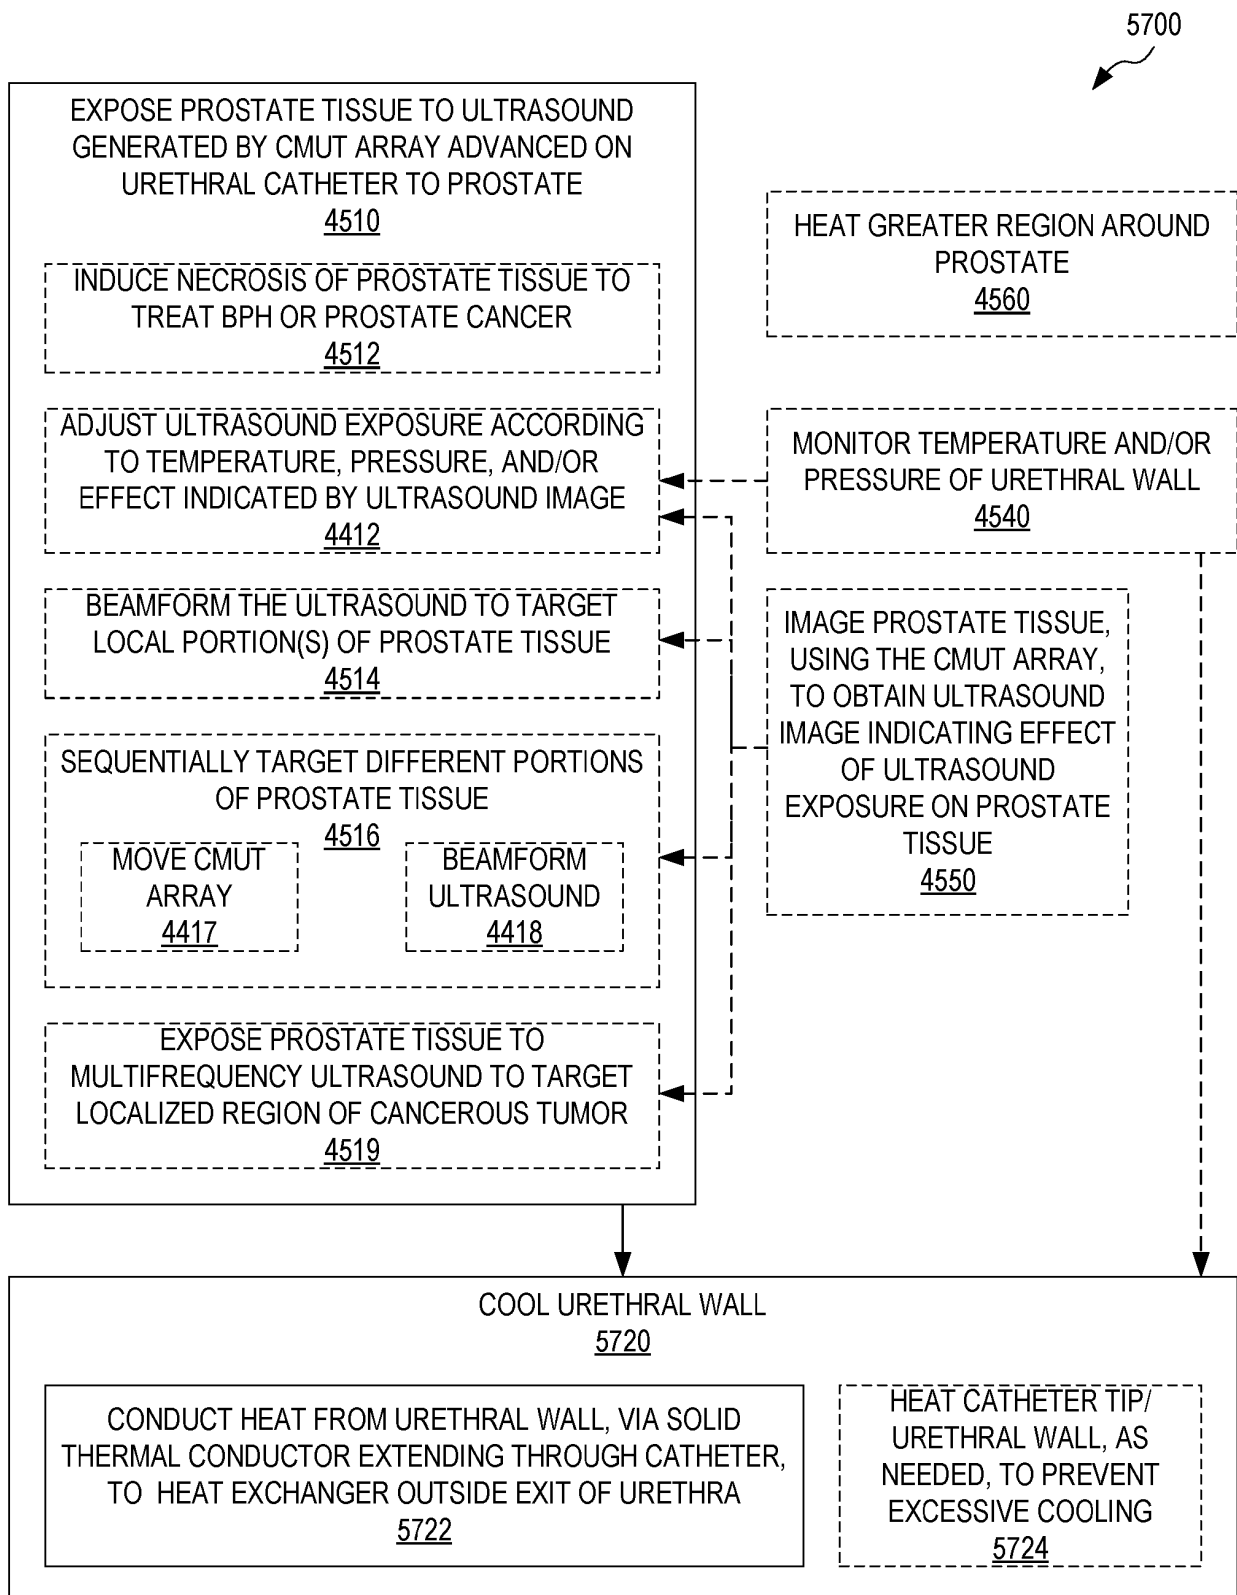 5700
EXPOSE PROSTATE TISSUE TO ULTRASOUND
GENERATED BY CMUT ARRAY ADVANCED ON
URETHRAL CATHETER TO PROSTATE
4510
INDUCE NECROSIS OF PROSTATE TISSUE TO
TREAT BPH OR PROSTATE CANCER
4512
ADJUST ULTRASOUND EXPOSURE ACCORDING
TO TEMPERATURE, PRESSURE, AND/OR
EFFECT INDICATED BY ULTRASOUND IMAGE
4412
BEAMFORM THE ULTRASOUND TO TARGET
LOCAL PORTION(S) OF PROSTATE TISSUE
4514
SEQUENTIALLY TARGET DIFFERENT PORTIONS
OF PROSTATE TISSUE
4516
MOVE CMUT
ARRAY
4417
BEAMFORM
ULTRASOUND
4418
EXPOSE PROSTATE TISSUE TO
MULTIFREQUENCY ULTRASOUND TO TARGET
LOCALIZED REGION OF CANCEROUS TUMOR
4519
HEAT GREATER REGION AROUND
PROSTATE
4560
MONITOR TEMPERATURE AND/OR
PRESSURE OF URETHRAL WALL
4540
IMAGE PROSTATE TISSUE,
USING THE CMUT ARRAY,
TO OBTAIN ULTRASOUND
IMAGE INDICATING EFFECT
OF ULTRASOUND
EXPOSURE ON PROSTATE
TISSUE
4550
COOL URETHRAL WALL
5720
CONDUCT HEAT FROM URETHRAL WALL, VIA SOLID
THERMAL CONDUCTOR EXTENDING THROUGH CATHETER,
TO HEAT EXCHANGER OUTSIDE EXIT OF URETHRA
5722
HEAT CATHETER TIP/
URETHRAL WALL, AS
NEEDED, TO PREVENT
EXCESSIVE COOLING
5724